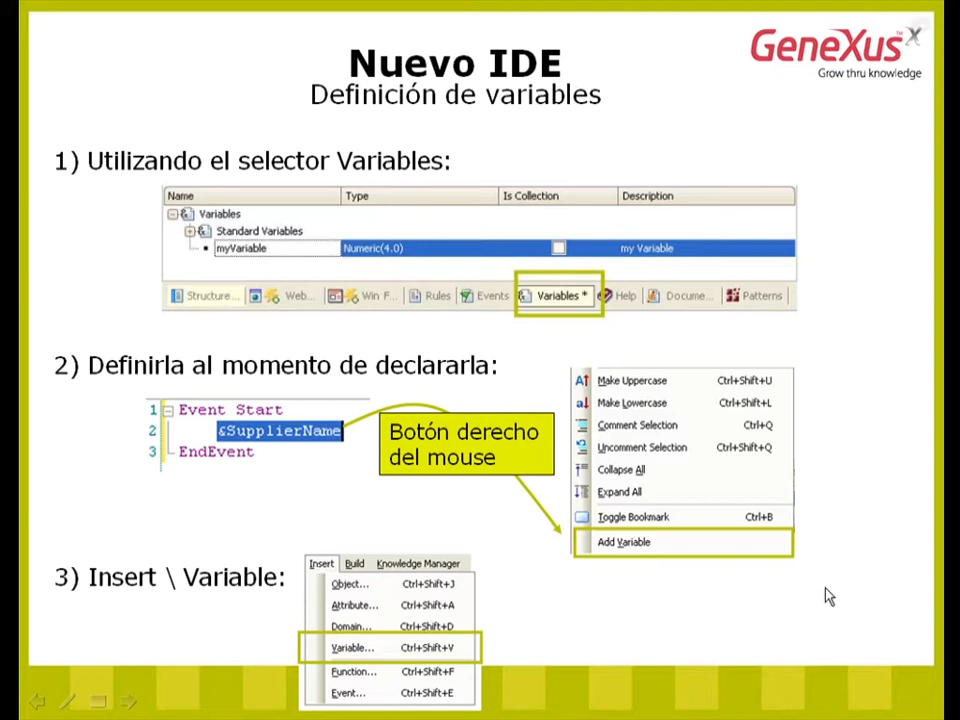 Nuevo IDE
Definición de variables
GeneXus X
Grow thru knowledge
1) Utilizando el selector Variables:
Name Type Is Collection Description
Variables
Standard Variables
myVariable Numeric(4.0) my Variable
Structure... Web... Win F... Rules Events Variables * Help Docume... Patterns
2) Definirla al momento de declararla:
1 Event Start
2 &SupplierName
3 EndEvent
Botón derecho
del mouse
Make Uppercase Ctrl+Shift+U
Make Lowercase Ctrl+Shift+L
Comment Selection Ctrl+Q
Uncomment Selection Ctrl+Shift+Q
Collapse All
Expand All
Toggle Bookmark Ctrl+B
Add Variable
3) Insert \ Variable:
Insert Build Knowledge Manager
Object... Ctrl+Shift+J
Attribute... Ctrl+Shift+A
Domain... Ctrl+Shift+D
Variable... Ctrl+Shift+V
Function... Ctrl+Shift+F
Event... Ctrl+Shift+E